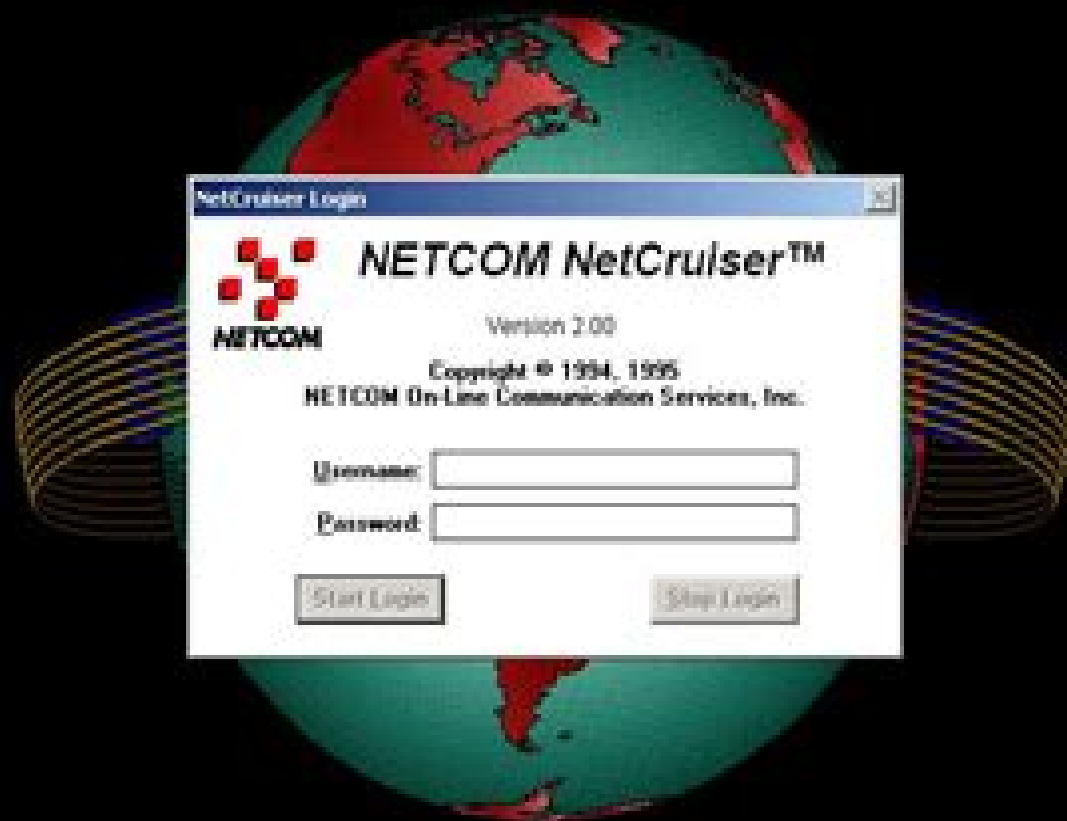 NetCruiser Login
NETCOM NetCruiser™
NETCOM
Version 2.00
Copyright © 1994, 1995
NETCOM On-Line Communication Services, Inc.
Username:
Password:
Start Login
Stop Login